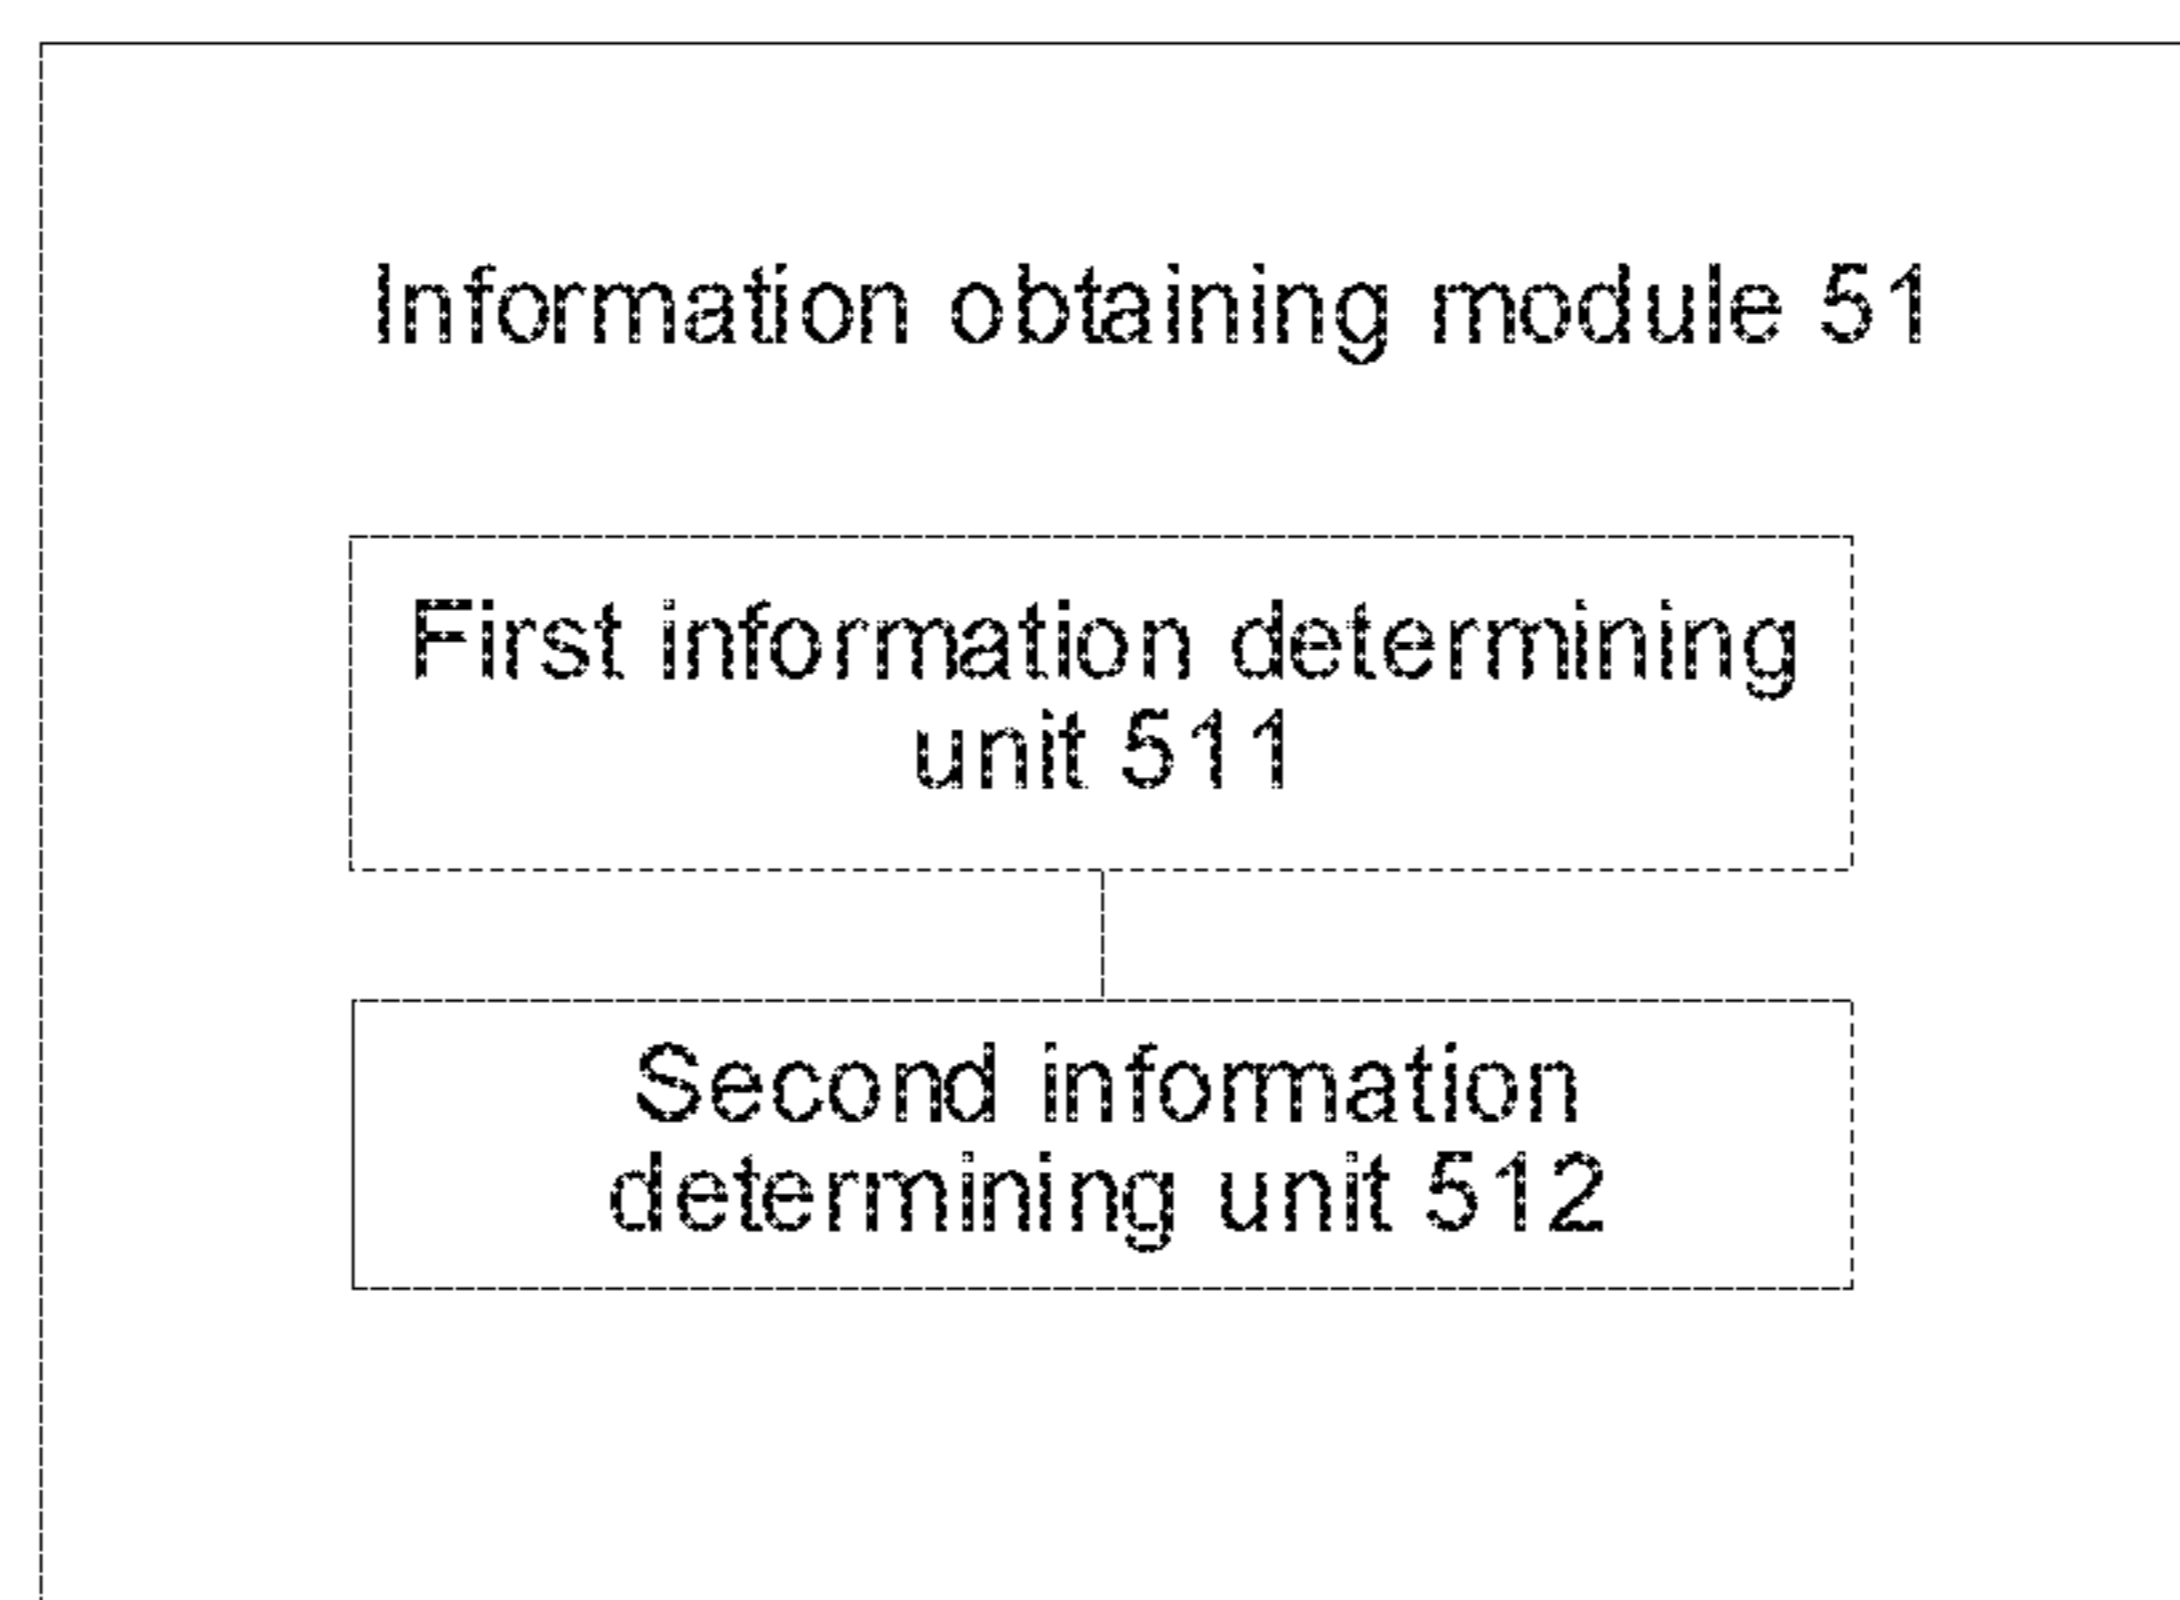 Information obtaining module 51
First information determining
unit 511
Second information
determining unit 512